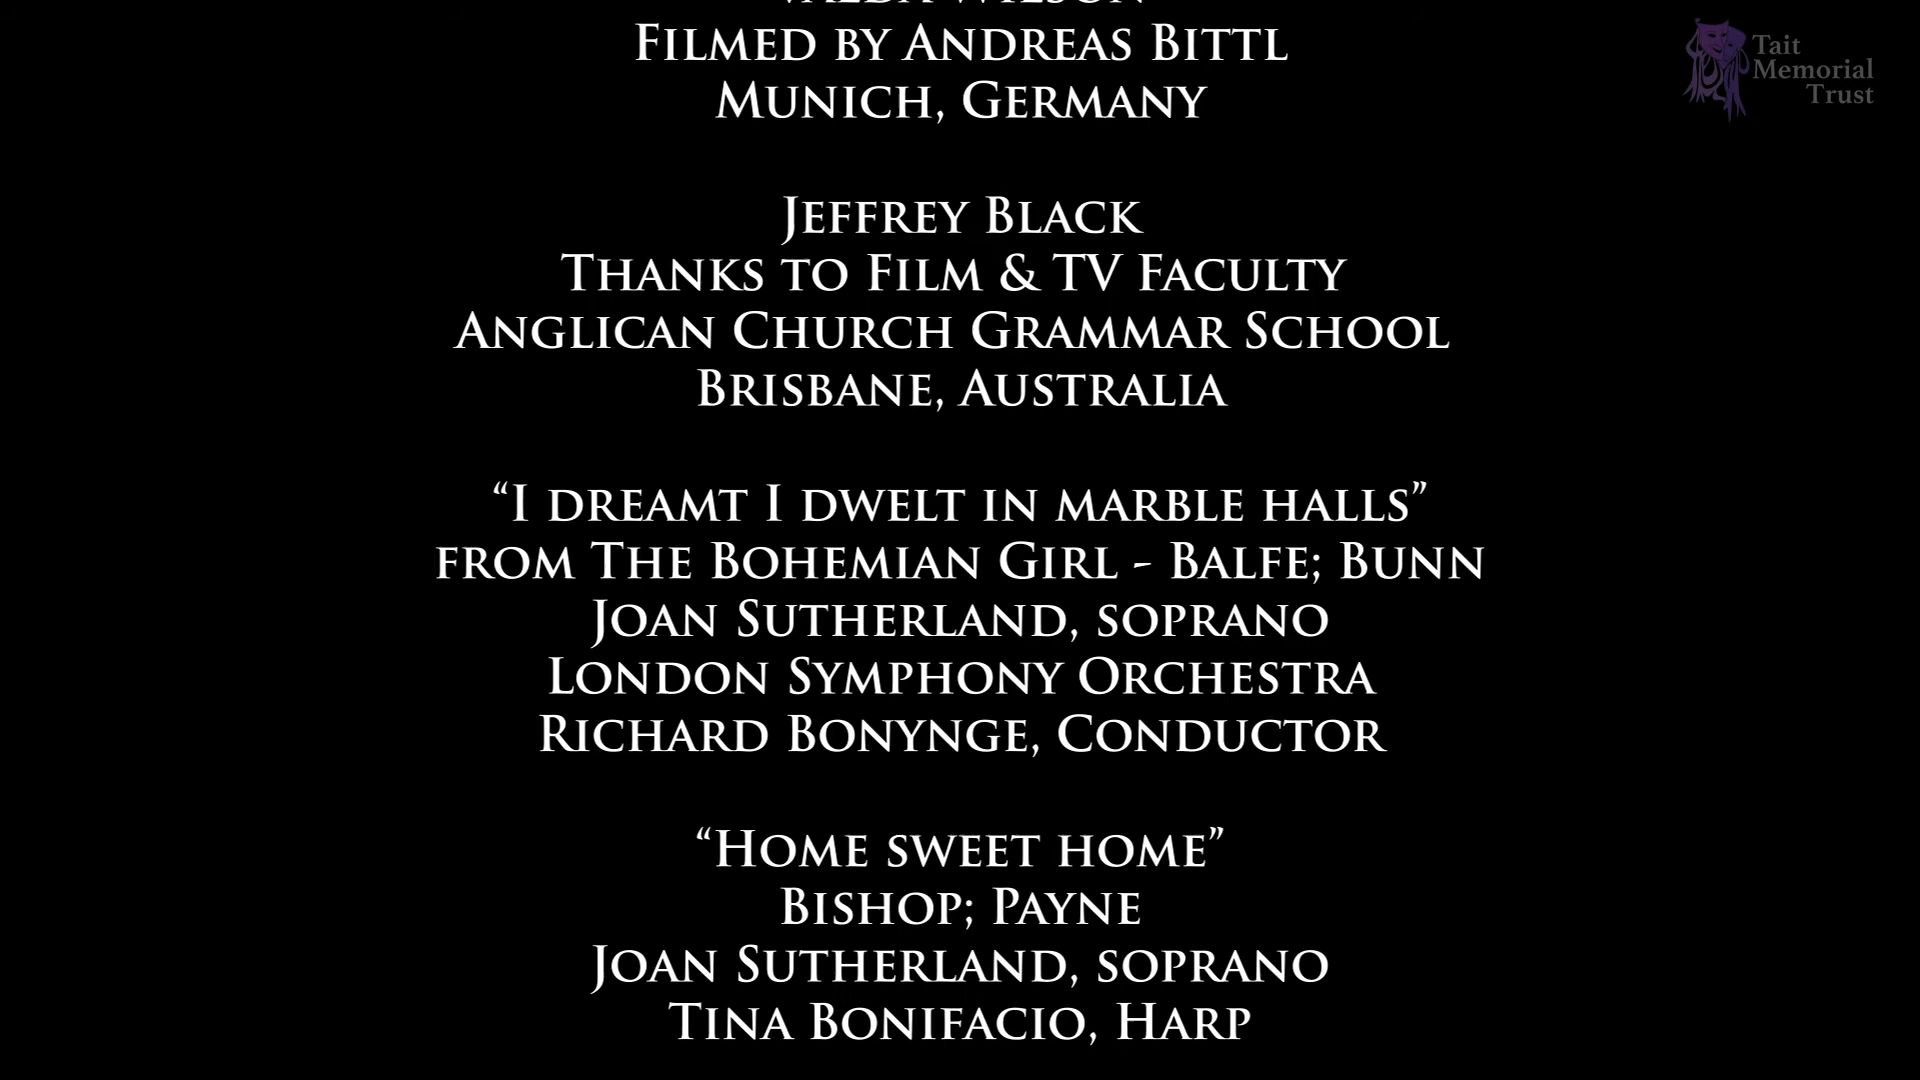 Valda Wilson
Filmed by Andreas Bittl
Munich, Germany
Jeffrey Black
Thanks to Film & TV Faculty
Anglican Church Grammar School
Brisbane, Australia
“I dreamt I dwelt in marble halls”
from The Bohemian Girl - Balfe; Bunn
Joan Sutherland, soprano
London Symphony Orchestra
Richard Bonynge, Conductor
“Home sweet home”
Bishop; Payne
Joan Sutherland, soprano
Tina Bonifacio, Harp
Tait
Memorial
Trust